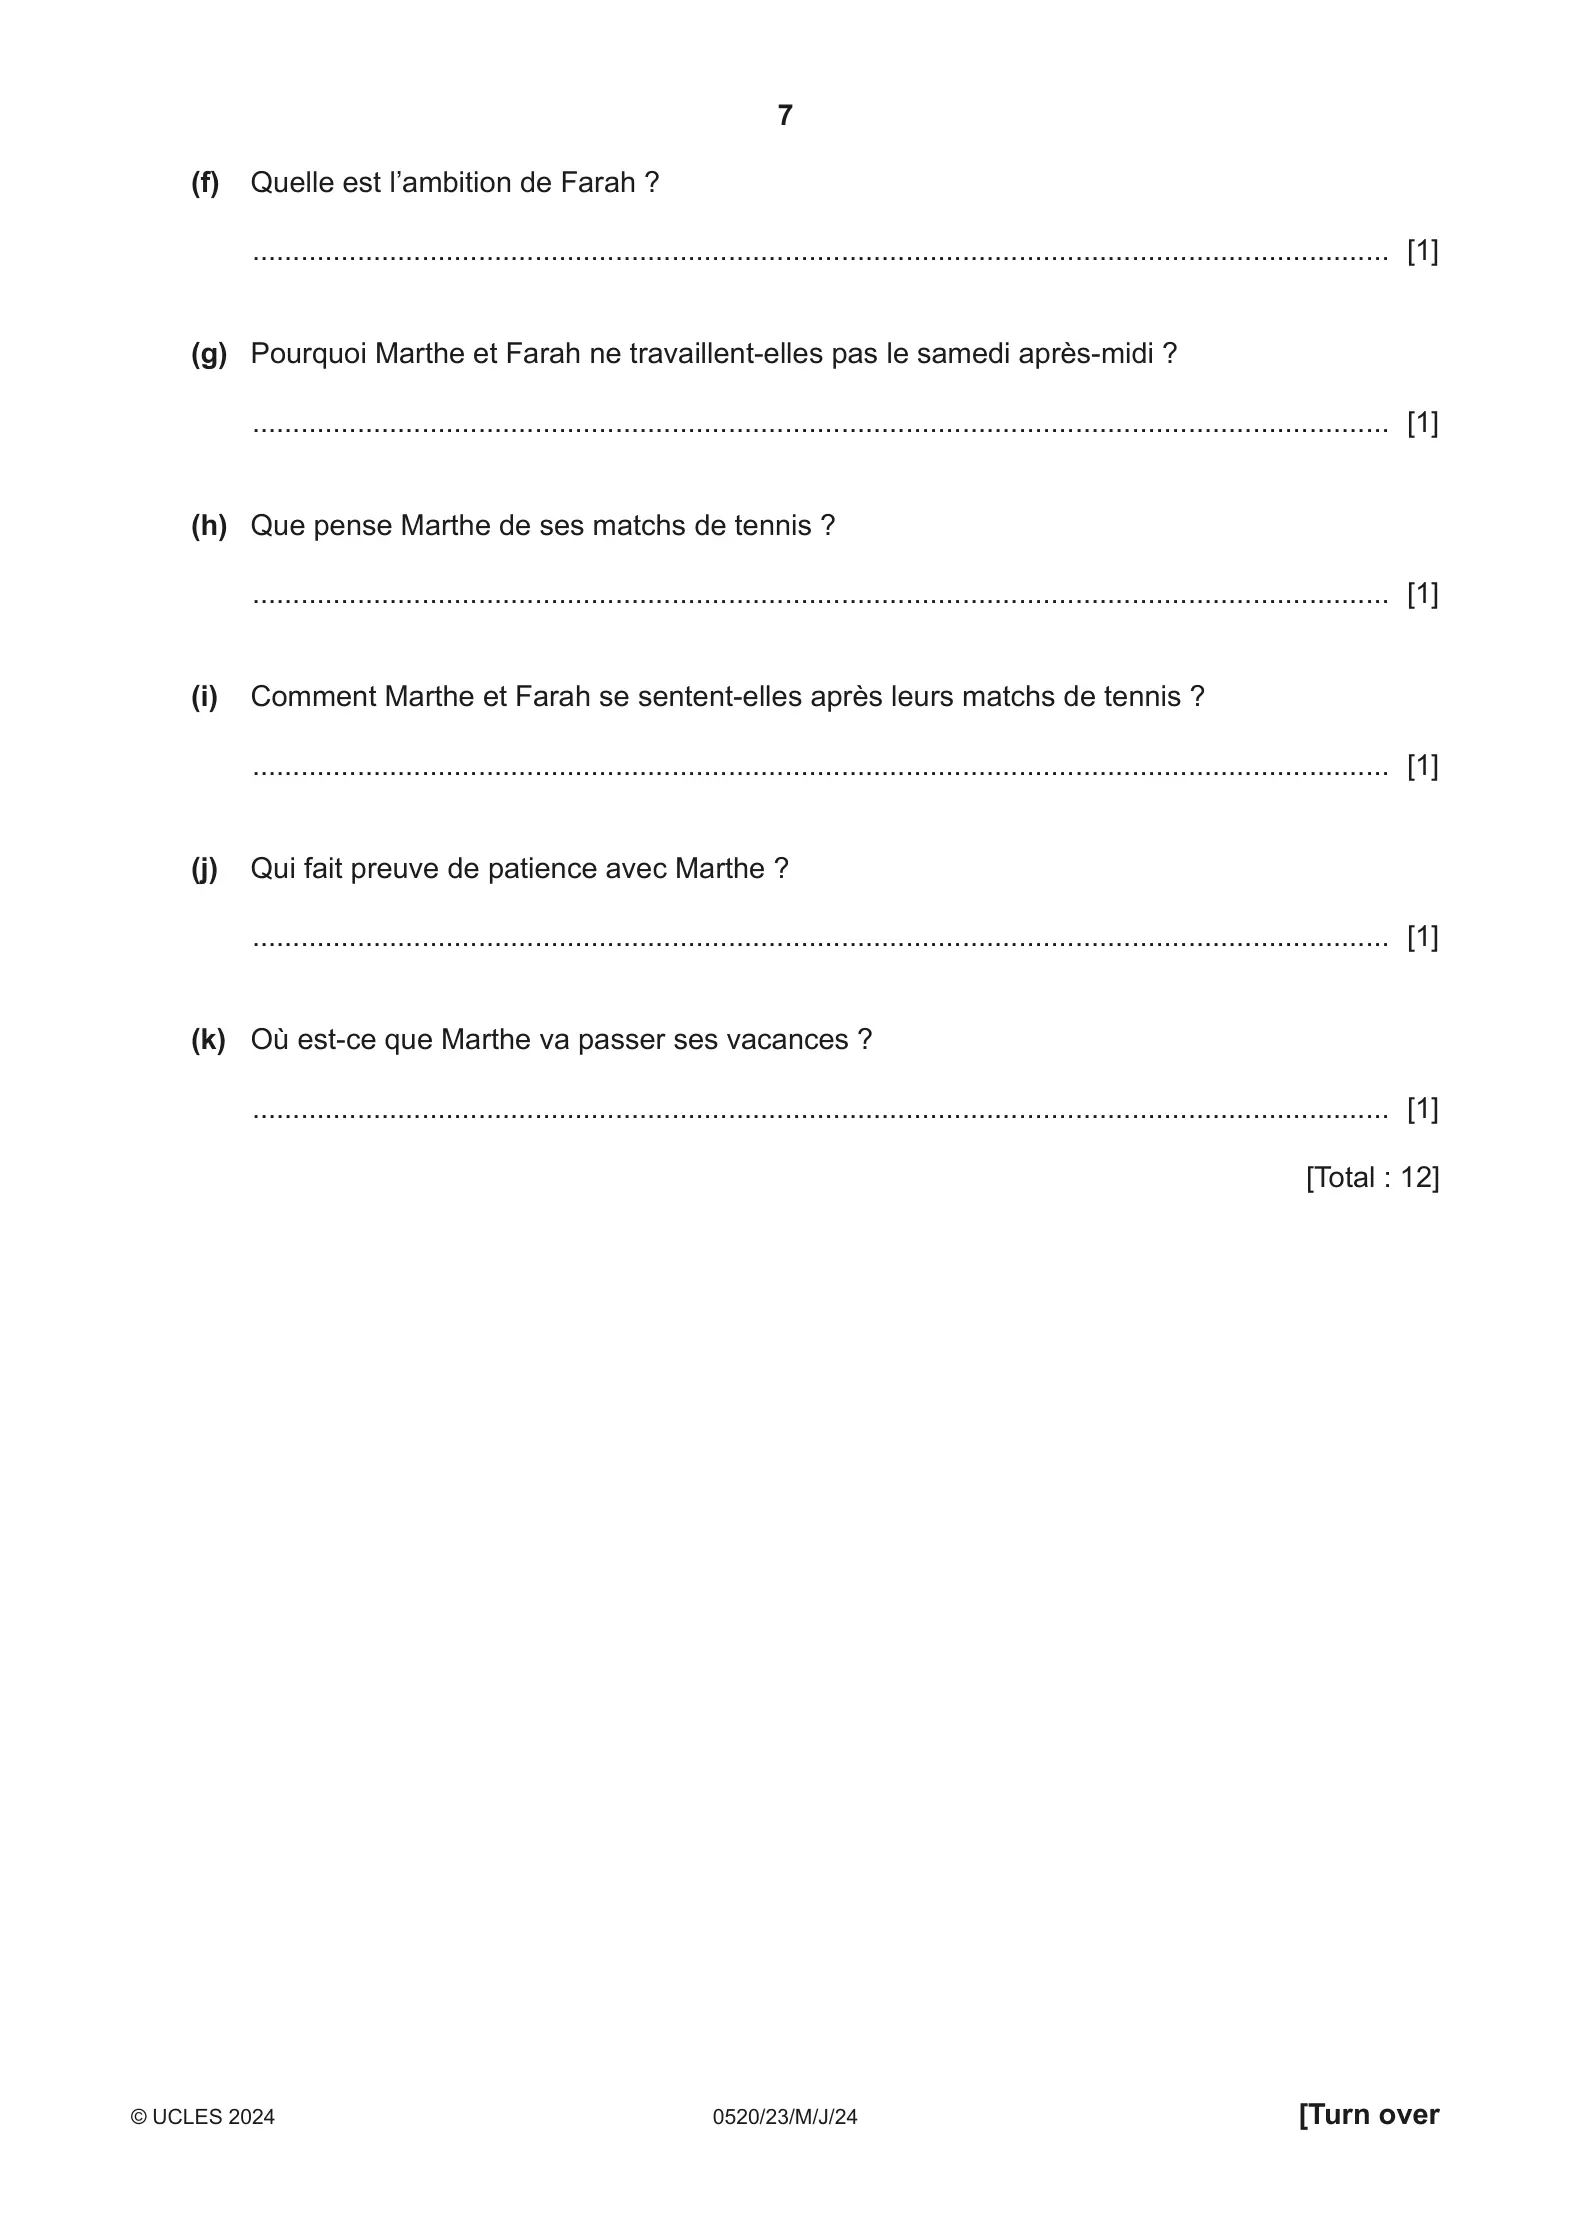 7
(f) Quelle est l’ambition de Farah ?
.......................................................................................................................................... [1]
(g) Pourquoi Marthe et Farah ne travaillent-elles pas le samedi après-midi ?
.......................................................................................................................................... [1]
(h) Que pense Marthe de ses matchs de tennis ?
.......................................................................................................................................... [1]
(i) Comment Marthe et Farah se sentent-elles après leurs matchs de tennis ?
.......................................................................................................................................... [1]
(j) Qui fait preuve de patience avec Marthe ?
.......................................................................................................................................... [1]
(k) Où est-ce que Marthe va passer ses vacances ?
.......................................................................................................................................... [1]
[Total : 12]
© UCLES 2024 0520/23/M/J/24 [Turn over